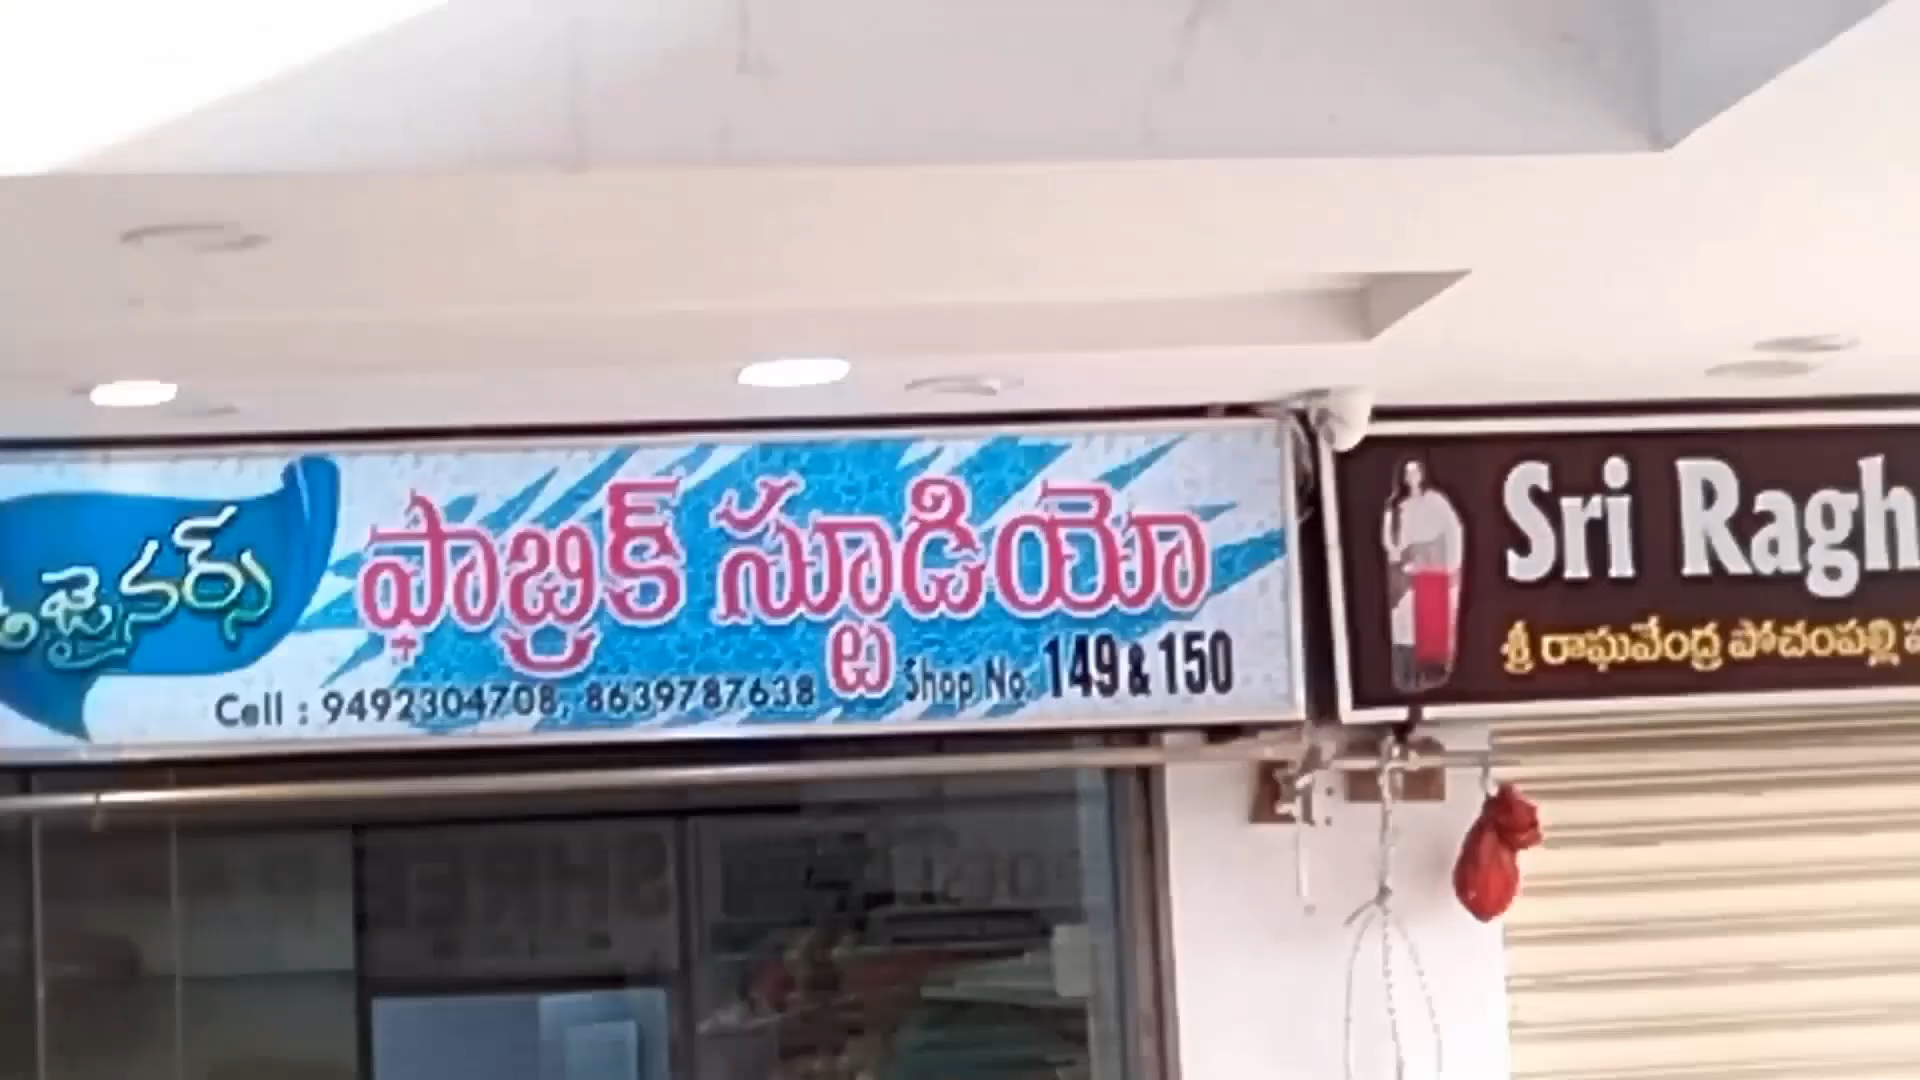 ఫ్యాబ్రిక్ స్టూడియో
Cell : 9492304708, 8639787638
Shop No. 149 & 150
Sri Ragh
శ్రీ రాఘవేంద్ర పోచంపల్లి